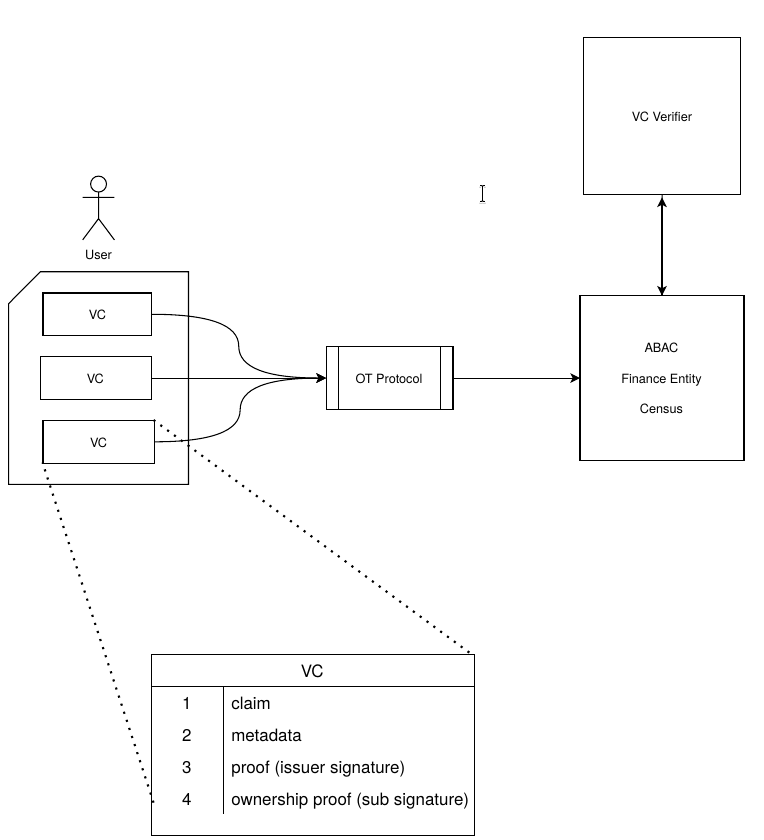 VC Verifier
User
VC
VC
VC
OT Protocol
ABAC
Finance Entity
Census
VC
1 claim
2 metadata
3 proof (issuer signature)
4 ownership proof (sub signature)